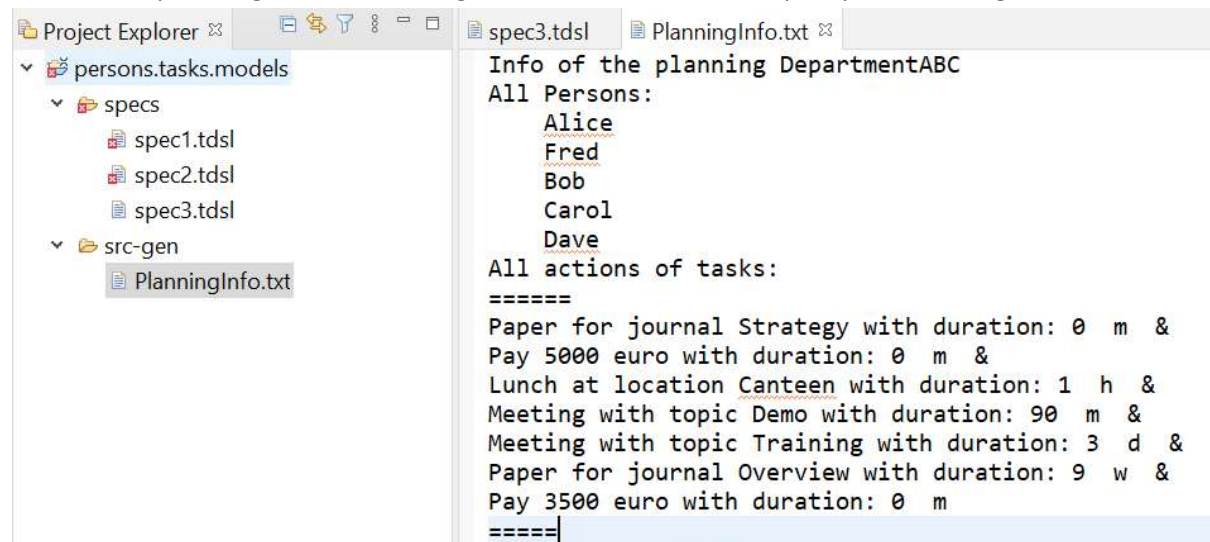 Project Explorer
persons.tasks.models
specs
spec1.tdsl
spec2.tdsl
spec3.tdsl
src-gen
PlanningInfo.txt
spec3.tdsl PlanningInfo.txt
Info of the planning DepartmentABC
All Persons:
Alice
Fred
Bob
Carol
Dave
All actions of tasks:
======
Paper for journal Strategy with duration: 0 m &
Pay 5000 euro with duration: 0 m &
Lunch at location Canteen with duration: 1 h &
Meeting with topic Demo with duration: 90 m &
Meeting with topic Training with duration: 3 d &
Paper for journal Overview with duration: 9 w &
Pay 3500 euro with duration: 0 m
=====